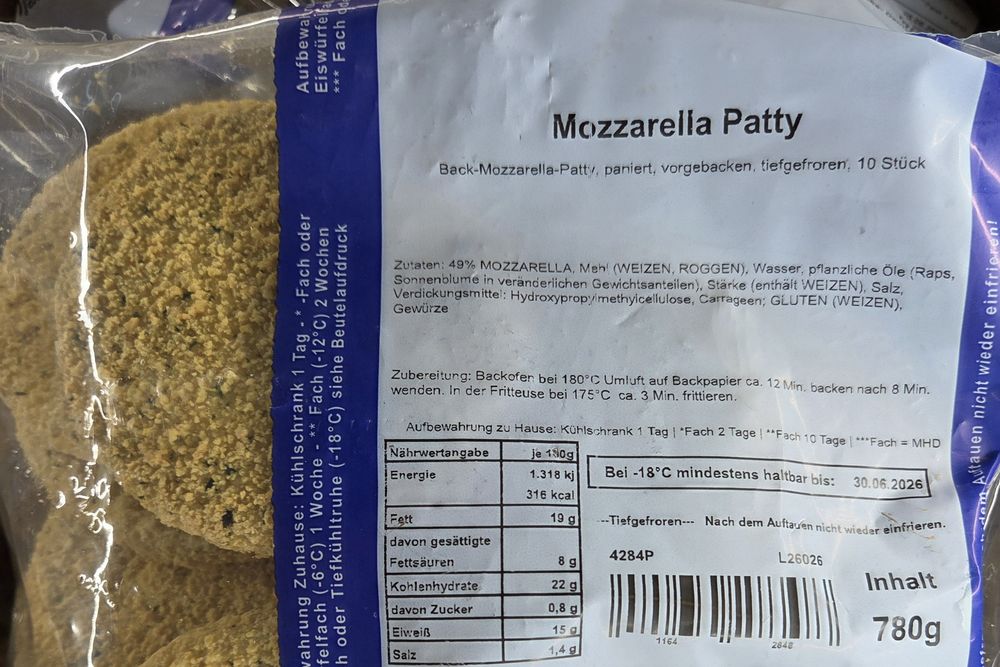 Mozzarella Patty
Back-Mozzarella-Patty, paniert, vorgebacken, tiefgefroren, 10 Stück
Zutaten: 49% MOZZARELLA, Mehl (WEIZEN, ROGGEN), Wasser, pflanzliche Öle (Raps,
Sonnenblume in veränderlichen Gewichtsanteilen), Stärke (enthält WEIZEN), Salz,
Verdickungsmittel: Hydroxypropylmethylcellulose, Carrageen; GLUTEN (WEIZEN),
Gewürze
Zubereitung: Backofen bei 180°C Umluft auf Backpapier ca. 12 Min. backen nach 8 Min.
wenden. In der Fritteuse bei 175°C ca. 3 Min. frittieren.
Aufbewahrung zu Hause: Kühlschrank 1 Tag | *Fach 2 Tage | **Fach 10 Tage | ***Fach = MHD
Nährwertangabe je 100g
Energie 1.318 kj
316 kcal
Fett 19 g
davon gesättigte
Fettsäuren 8 g
Kohlenhydrate 22 g
davon Zucker 0,8 g
Eiweiß 15 g
Salz 1,4 g
Bei -18°C mindestens haltbar bis: 30.06.2026
---Tiefgefroren--- Nach dem Auftauen nicht wieder einfrieren.
4284P L26026
1164 2848
Inhalt
780g
Aufbewah
Eiswürfelfa
*** Fach od
wahrung Zuhause: Kühlschrank 1 Tag - * -Fach oder
felfach (-6°C) 1 Woche - ** Fach (-12°C) 2 Wochen
h oder Tiefkühltruhe (-18°C) siehe Beutelaufdruck
dem Auftauen nicht wieder einfrieren!